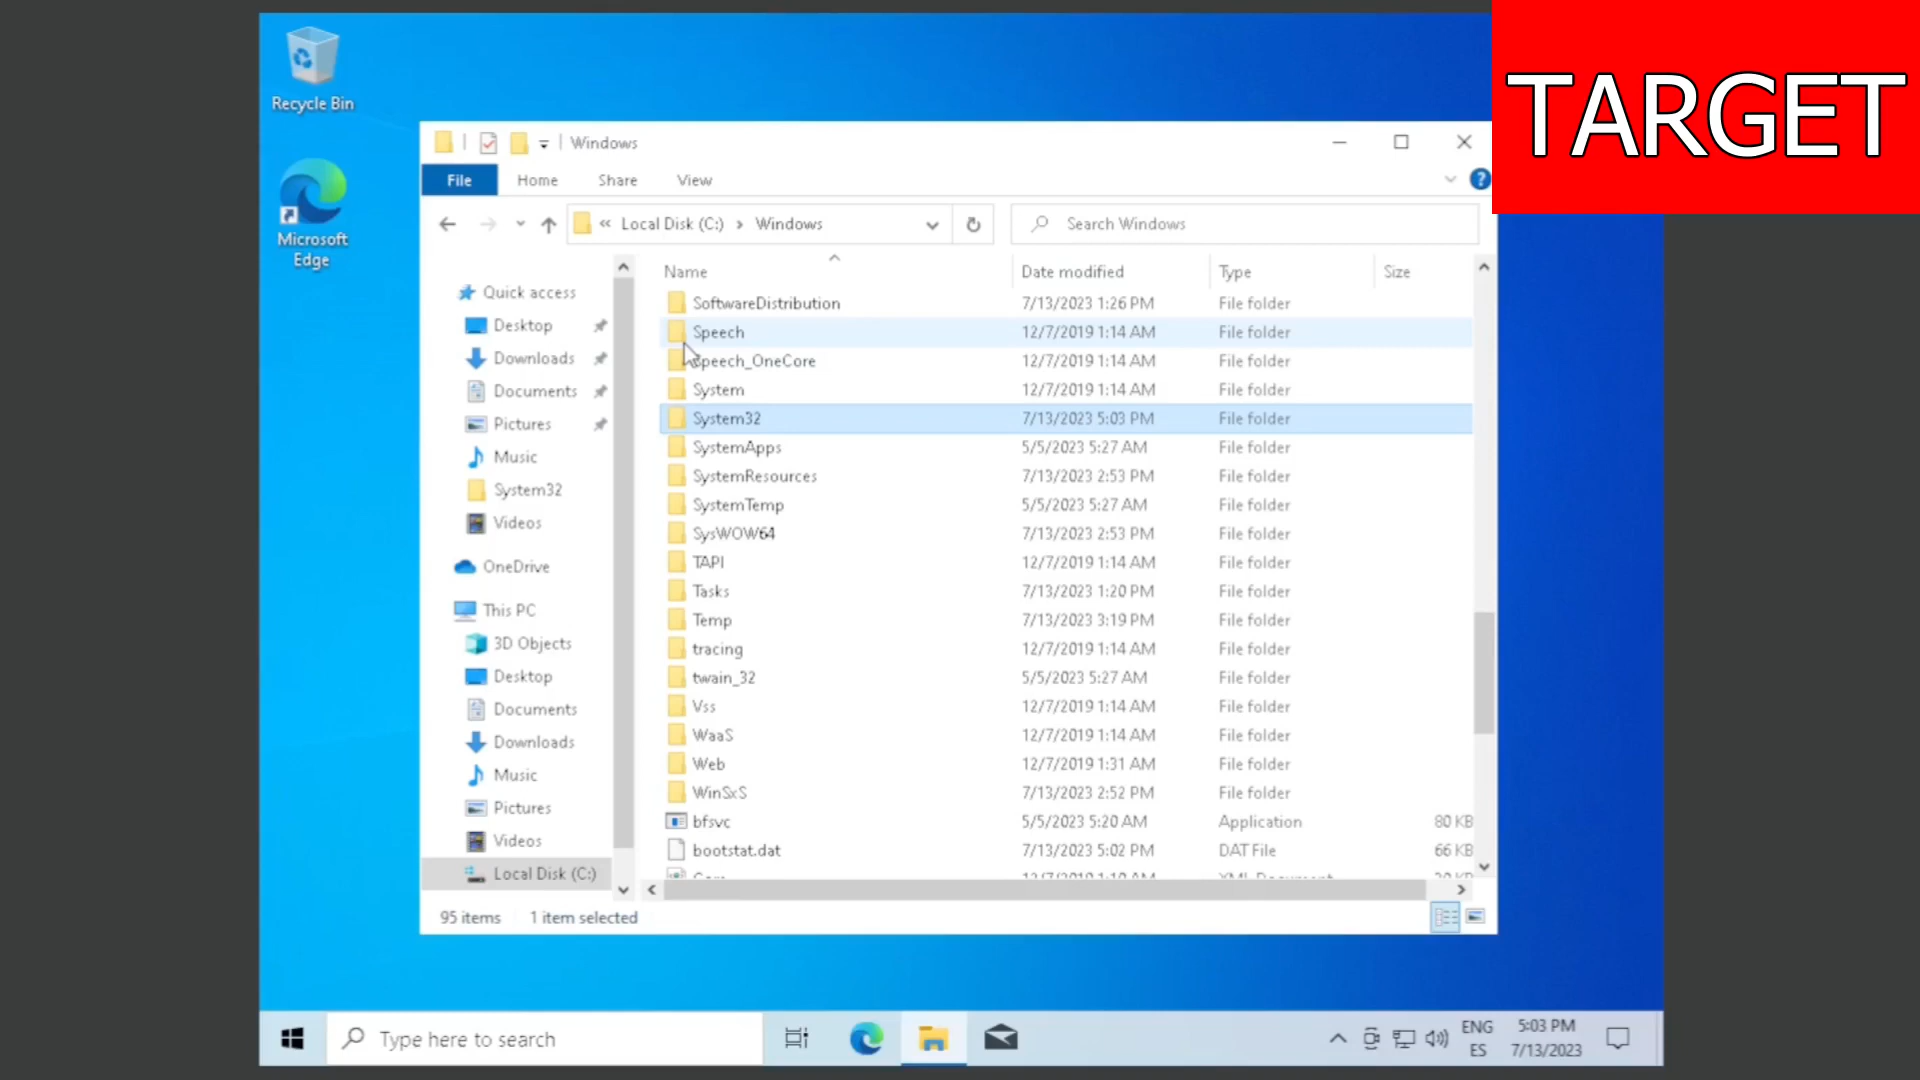 TARGET
Recycle Bin
Microsoft
Edge
Windows
File Home Share View
« Local Disk (C:) › Windows
Search Windows
Name Date modified Type Size
Quick access
Desktop
Downloads
Documents
Pictures
Music
System32
Videos
OneDrive
This PC
3D Objects
Desktop
Documents
Downloads
Music
Pictures
Videos
Local Disk (C:)
SoftwareDistribution 7/13/2023 1:26 PM File folder
Speech 12/7/2019 1:14 AM File folder
Speech_OneCore 12/7/2019 1:14 AM File folder
System 12/7/2019 1:14 AM File folder
System32 7/13/2023 5:03 PM File folder
SystemApps 5/5/2023 5:27 AM File folder
SystemResources 7/13/2023 2:53 PM File folder
SystemTemp 5/5/2023 5:27 AM File folder
SysWOW64 7/13/2023 2:53 PM File folder
TAPI 12/7/2019 1:14 AM File folder
Tasks 7/13/2023 1:20 PM File folder
Temp 7/13/2023 3:19 PM File folder
tracing 12/7/2019 1:14 AM File folder
twain_32 5/5/2023 5:27 AM File folder
Vss 12/7/2019 1:14 AM File folder
WaaS 12/7/2019 1:14 AM File folder
Web 12/7/2019 1:31 AM File folder
WinSxS 7/13/2023 2:52 PM File folder
bfsvc 5/5/2023 5:20 AM Application 80 KB
bootstat.dat 7/13/2023 5:02 PM DAT File 66 KB
95 items 1 item selected
Type here to search
ENG
ES
5:03 PM
7/13/2023